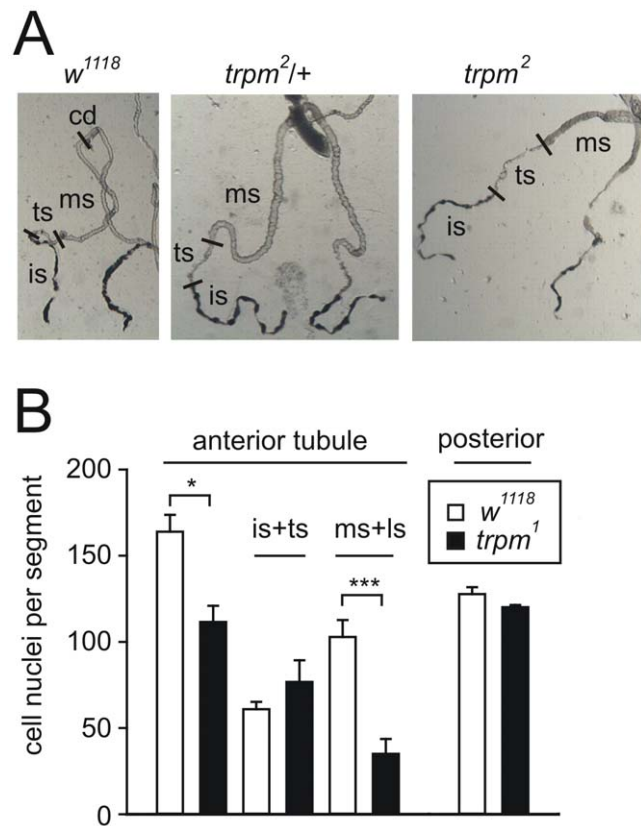 A
w¹¹¹⁸
trpm²/+
trpm²
cd
ms
ts
is
ms
ts
is
ms
ts
is
B
anterior tubule
posterior
200
150
100
50
0
cell nuclei per segment
*
is+ts
ms+ls
***
w¹¹¹⁸
trpm¹